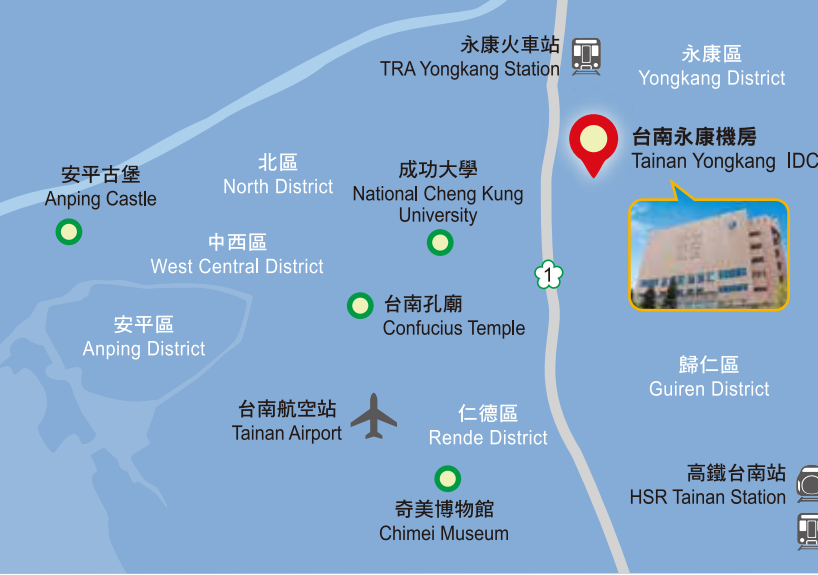 永康火車站
TRA Yongkang Station
永康區
Yongkang District
台南永康機房
Tainan Yongkang IDC
安平古堡
Anping Castle
北區
North District
成功大學
National Cheng Kung
University
中西區
West Central District
1
台南孔廟
Confucius Temple
安平區
Anping District
歸仁區
Guiren District
台南航空站
Tainan Airport
仁德區
Rende District
高鐵台南站
HSR Tainan Station
奇美博物館
Chimei Museum